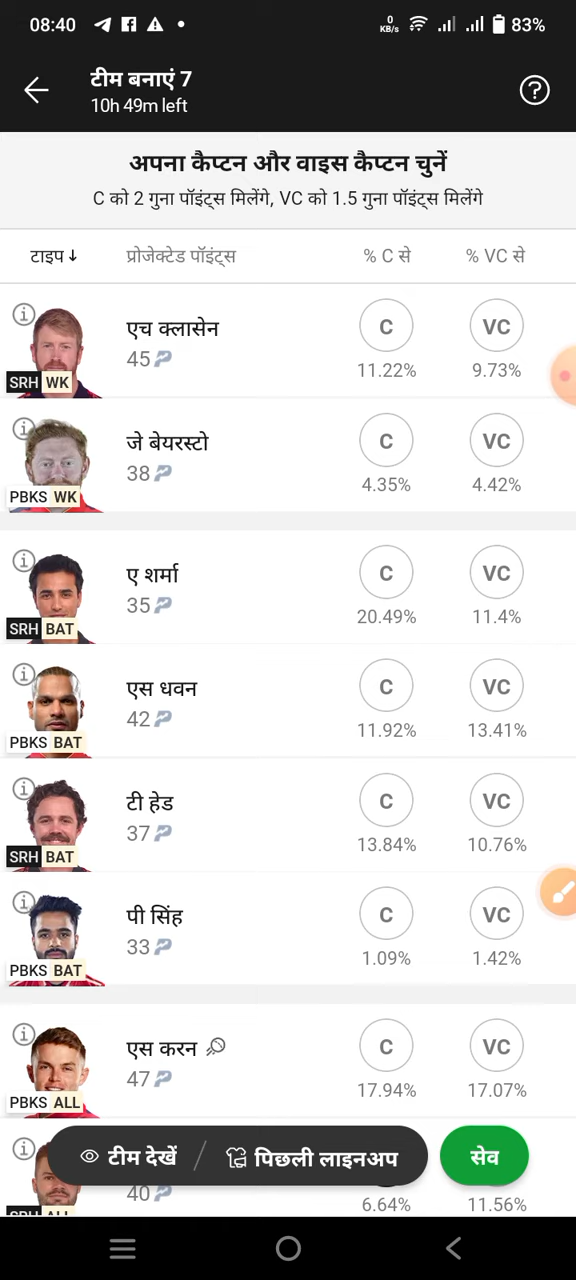 08:40
0
KB/s
83%
टीम बनाएं 7
10h 49m left
अपना कैप्टन और वाइस कैप्टन चुनें
C को 2 गुना पॉइंट्स मिलेंगे, VC को 1.5 गुना पॉइंट्स मिलेंगे
टाइप↓ प्रोजेक्टेड पॉइंट्स % C से % VC से
एच क्लासेन C VC
45
SRH WK 11.22% 9.73%
जे बेयरस्टो C VC
38
PBKS WK 4.35% 4.42%
ए शर्मा C VC
35
SRH BAT 20.49% 11.4%
एस धवन C VC
42
PBKS BAT 11.92% 13.41%
टी हेड C VC
37
SRH BAT 13.84% 10.76%
पी सिंह C VC
33
PBKS BAT 1.09% 1.42%
एस करन C VC
47
PBKS ALL 17.94% 17.07%
टीम देखें / पिछली लाइनअप सेव
40 6.64% 11.56%